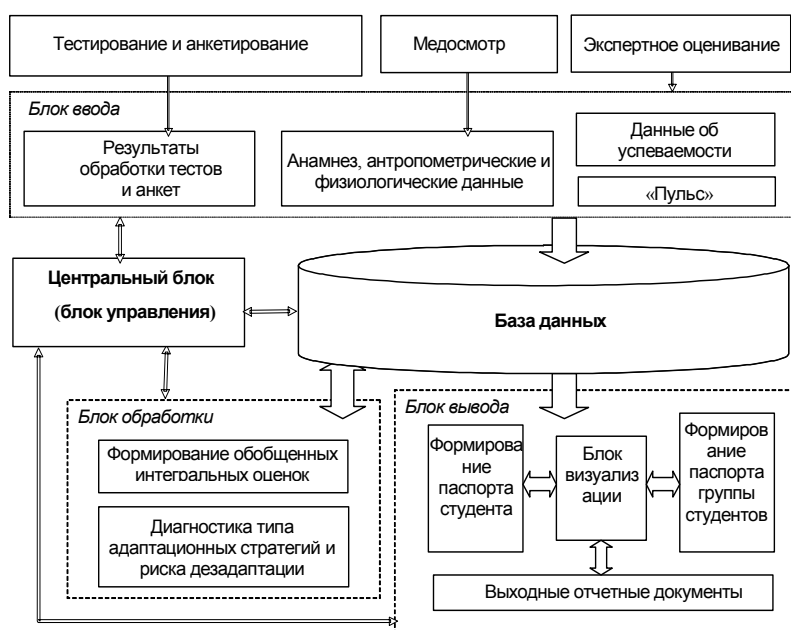 Тестирование и анкетирование
Медосмотр
Экспертное оценивание
Блок ввода
Результаты
обработки тестов
и анкет
Анамнез, антропометрические и
физиологические данные
Данные об
успеваемости
«Пульс»
Центральный блок
(блок управления)
База данных
Блок обработки
Формирование обобщенных
интегральных оценок
Диагностика типа
адаптационных стратегий и
риска дезадаптации
Блок вывода
Формирова
ние
паспорта
студента
Блок
визуализ
ации
Формиров
ание
паспорта
группы
студентов
Выходные отчетные документы